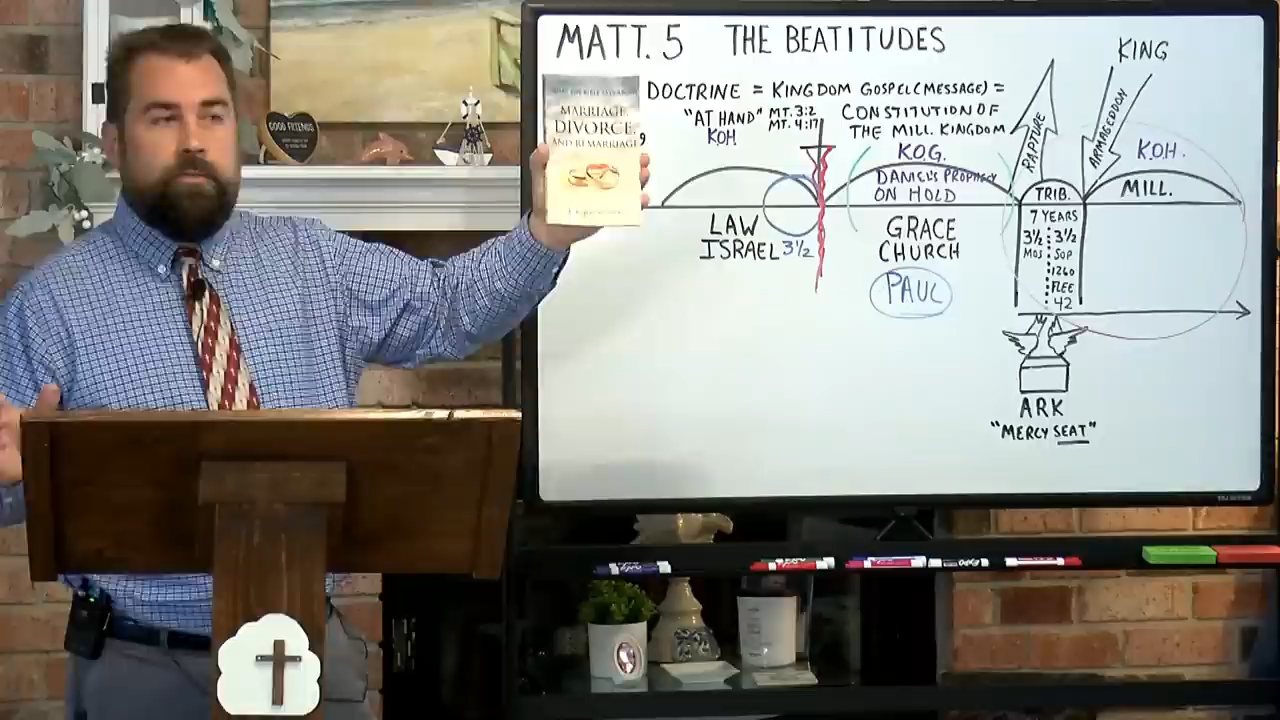 MATT. 5 THE BEATITUDES
DOCTRINE = KINGDOM GOSPEL (MESSAGE) =
"AT HAND" MT. 3:2
MT. 4:17
KOH
CONSTITUTION OF
THE MILL. KINGDOM
K.O.G.
DANIEL'S PROPHECY
ON HOLD
LAW
ISRAEL 3½
GRACE
CHURCH
PAUL
RAPTURE
KING
ARMAGEDDON
K.O.H.
TRIB.
MILL.
7 YEARS
3½ 3½
MOS SOP
1260
FLEE
42
ARK
"MERCY SEAT"
MARRIAGE,
DIVORCE,
AND REMARRIAGE
GOOD FRIENDS